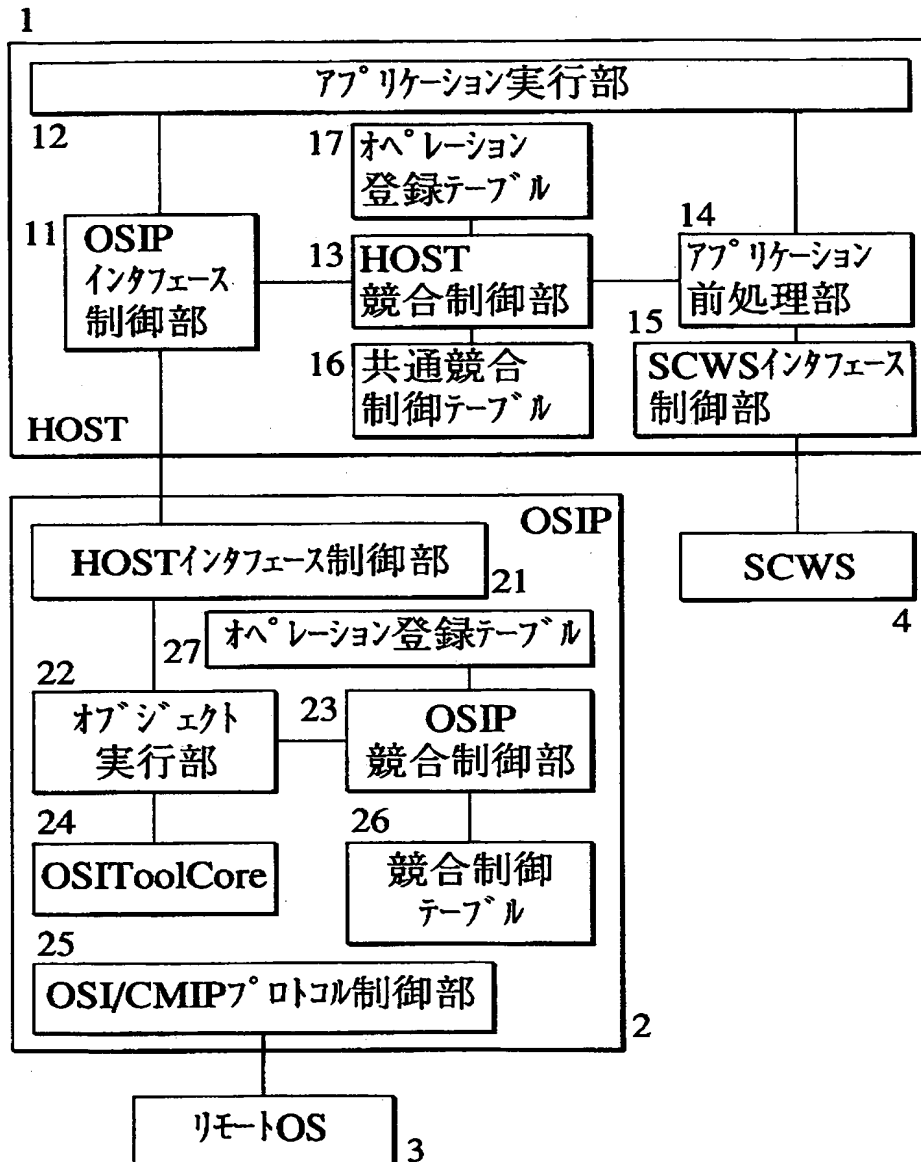 1
アプリケーション実行部
12
17
オペレーション
登録テーブル
11
OSIP
インタフェース
制御部
13
HOST
競合制御部
14
アプリケーション
前処理部
16
共通競合
制御テーブル
15
SCWSインタフェース
制御部
HOST
OSIP
HOSTインタフェース制御部
21
SCWS
4
27
オペレーション登録テーブル
22
オブジェクト
実行部
23
OSIP
競合制御部
24
OSIToolCore
26
競合制御
テーブル
25
OSI/CMIPプロトコル制御部
2
リモートOS
3